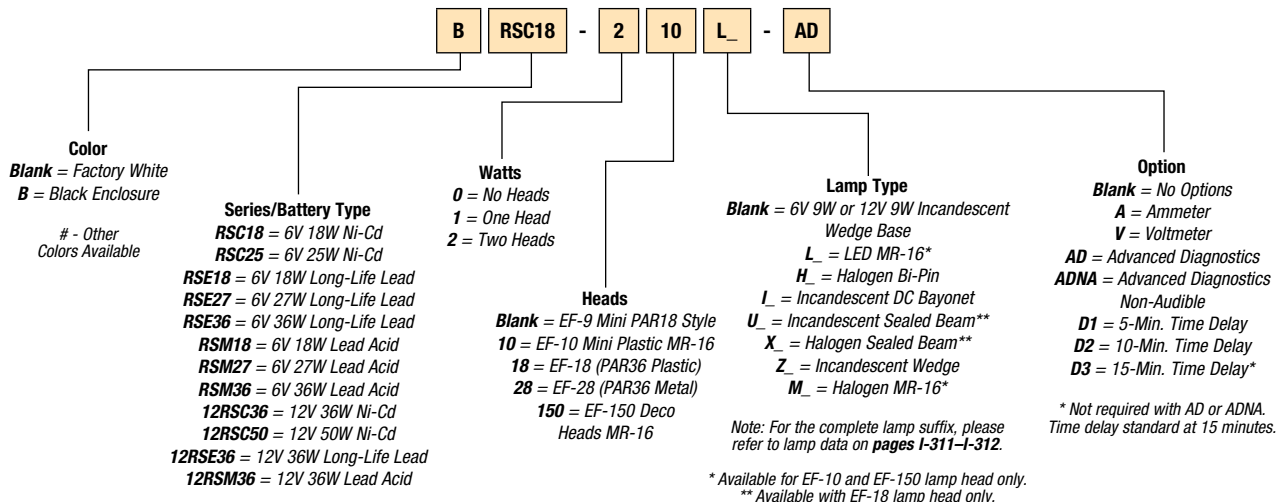 B RSC18 - 2 10 L_ - AD
Color
Blank = Factory White
B = Black Enclosure
# - Other
Colors Available
Series/Battery Type
RSC18 = 6V 18W Ni-Cd
RSC25 = 6V 25W Ni-Cd
RSE18 = 6V 18W Long-Life Lead
RSE27 = 6V 27W Long-Life Lead
RSE36 = 6V 36W Long-Life Lead
RSM18 = 6V 18W Lead Acid
RSM27 = 6V 27W Lead Acid
RSM36 = 6V 36W Lead Acid
12RSC36 = 12V 36W Ni-Cd
12RSC50 = 12V 50W Ni-Cd
12RSE36 = 12V 36W Long-Life Lead
12RSM36 = 12V 36W Lead Acid
Watts
0 = No Heads
1 = One Head
2 = Two Heads
Heads
Blank = EF-9 Mini PAR18 Style
10 = EF-10 Mini Plastic MR-16
18 = EF-18 (PAR36 Plastic)
28 = EF-28 (PAR36 Metal)
150 = EF-150 Deco
Heads MR-16
Lamp Type
Blank = 6V 9W or 12V 9W Incandescent
Wedge Base
L_ = LED MR-16*
H_ = Halogen Bi-Pin
I_ = Incandescent DC Bayonet
U_ = Incandescent Sealed Beam**
X_ = Halogen Sealed Beam**
Z_ = Incandescent Wedge
M_ = Halogen MR-16*
Note: For the complete lamp suffix, please
refer to lamp data on pages I-311–I-312.
* Available for EF-10 and EF-150 lamp head only.
** Available with EF-18 lamp head only.
Option
Blank = No Options
A = Ammeter
V = Voltmeter
AD = Advanced Diagnostics
ADNA = Advanced Diagnostics
Non-Audible
D1 = 5-Min. Time Delay
D2 = 10-Min. Time Delay
D3 = 15-Min. Time Delay*
* Not required with AD or ADNA.
Time delay standard at 15 minutes.